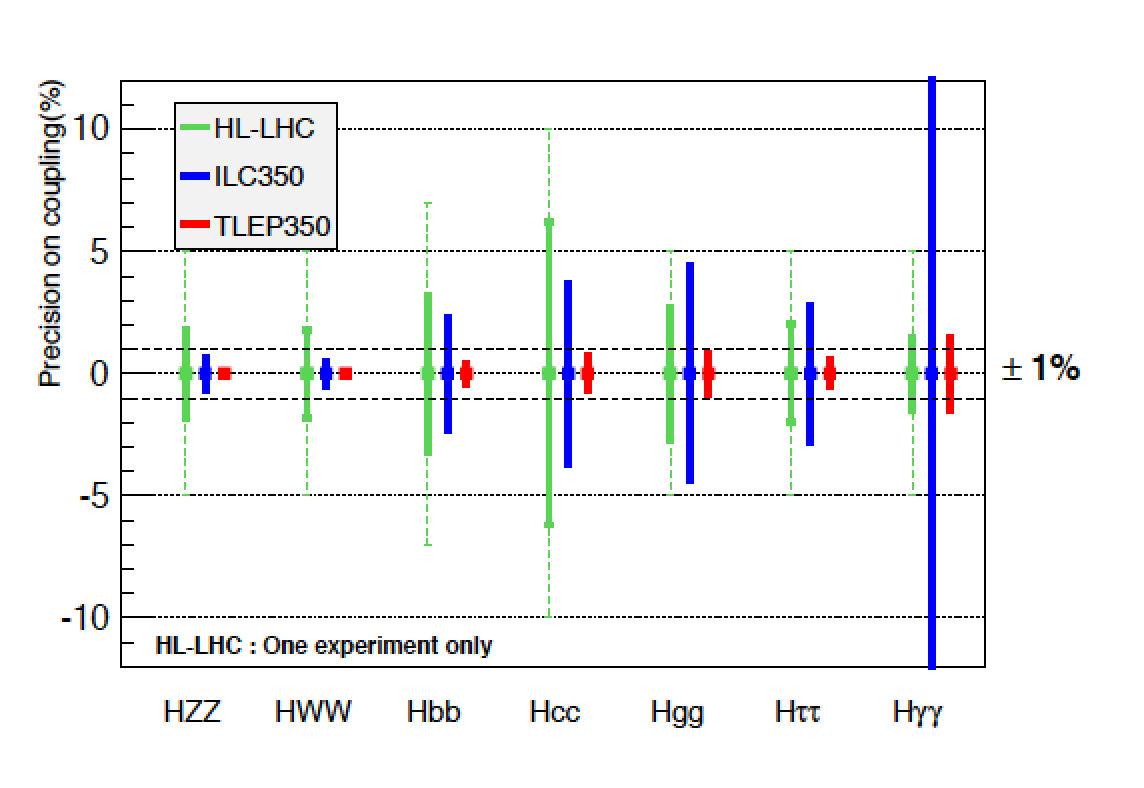 Precision on coupling(%)
10
5
0
-5
-10
HL-LHC
ILC350
TLEP350
± 1%
HL-LHC : One experiment only
HZZ HWW Hbb Hcc Hgg Hττ Hγγ